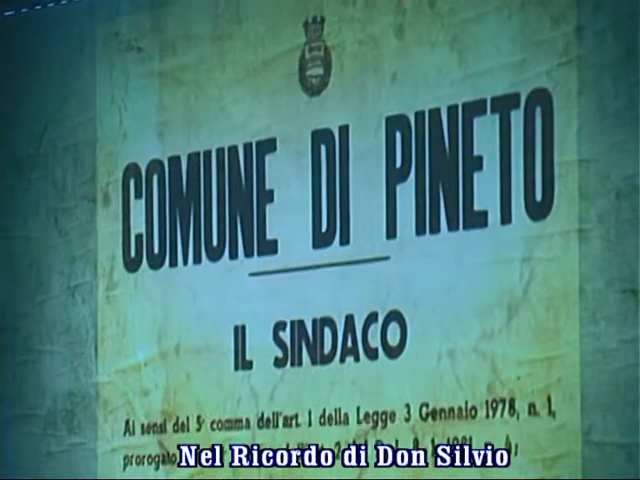 COMUNE DI PINETO
IL SINDACO
Ai sensi del 5° comma dell'art. 1 della Legge 3 Gennaio 1978, n. 1,
prorogato
Nel Ricordo di Don Silvio